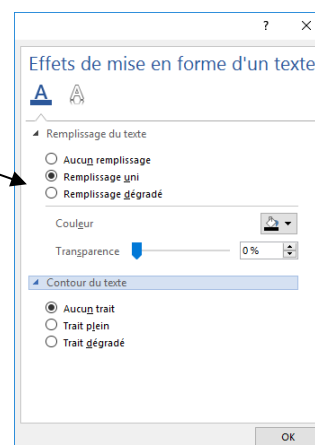 ?
Effets de mise en forme d'un texte
A A
Remplissage du texte
Aucun remplissage
Remplissage uni
Remplissage dégradé
Couleur
Transparence 0 %
Contour du texte
Aucun trait
Trait plein
Trait dégradé
OK